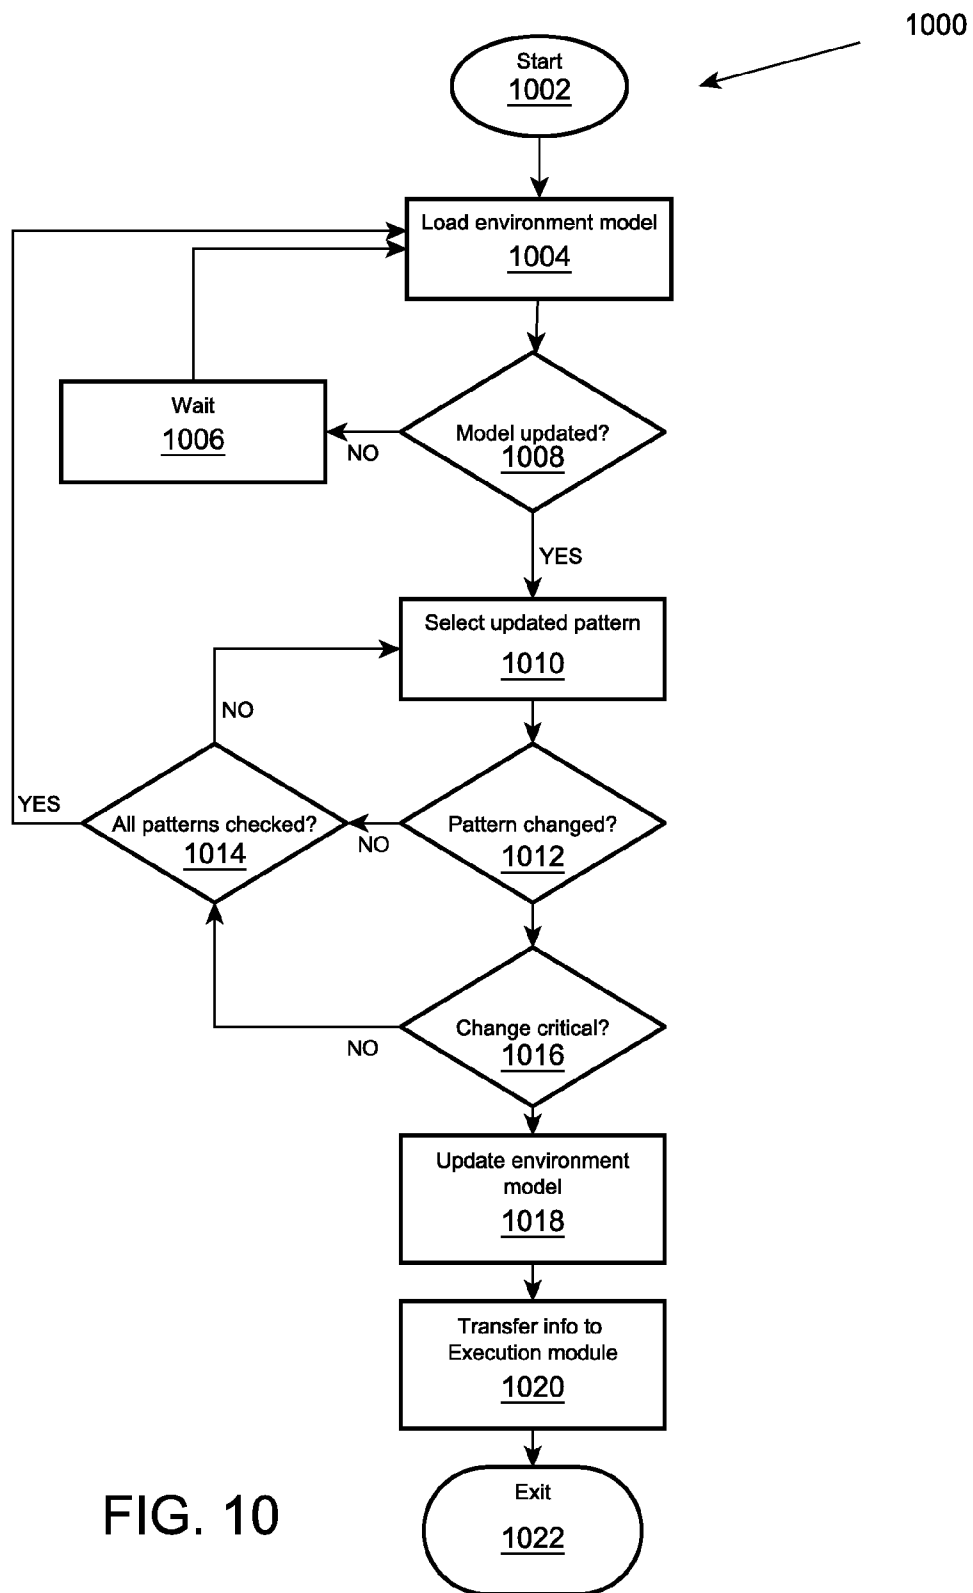 1000
Start
1002
Load environment model
1004
Wait
1006
Model updated?
1008
NO
YES
Select updated pattern
1010
NO
YES
All patterns checked?
1014
NO
Pattern changed?
1012
Change critical?
1016
NO
Update environment
model
1018
Transfer info to
Execution module
1020
Exit
1022
FIG. 10